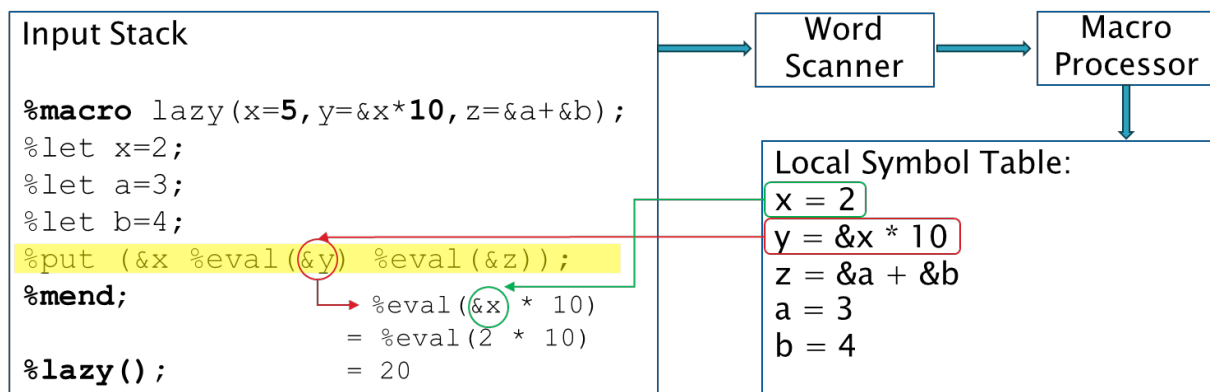 Input Stack
%macro lazy(x=5,y=&x*10,z=&a+&b);
%let x=2;
%let a=3;
%let b=4;
%put (&x %eval(&y) %eval(&z));
%mend;
%eval(&x * 10)
= %eval(2 * 10)
%lazy();
= 20
Word
Scanner
Macro
Processor
Local Symbol Table:
x = 2
y = &x * 10
z = &a + &b
a = 3
b = 4